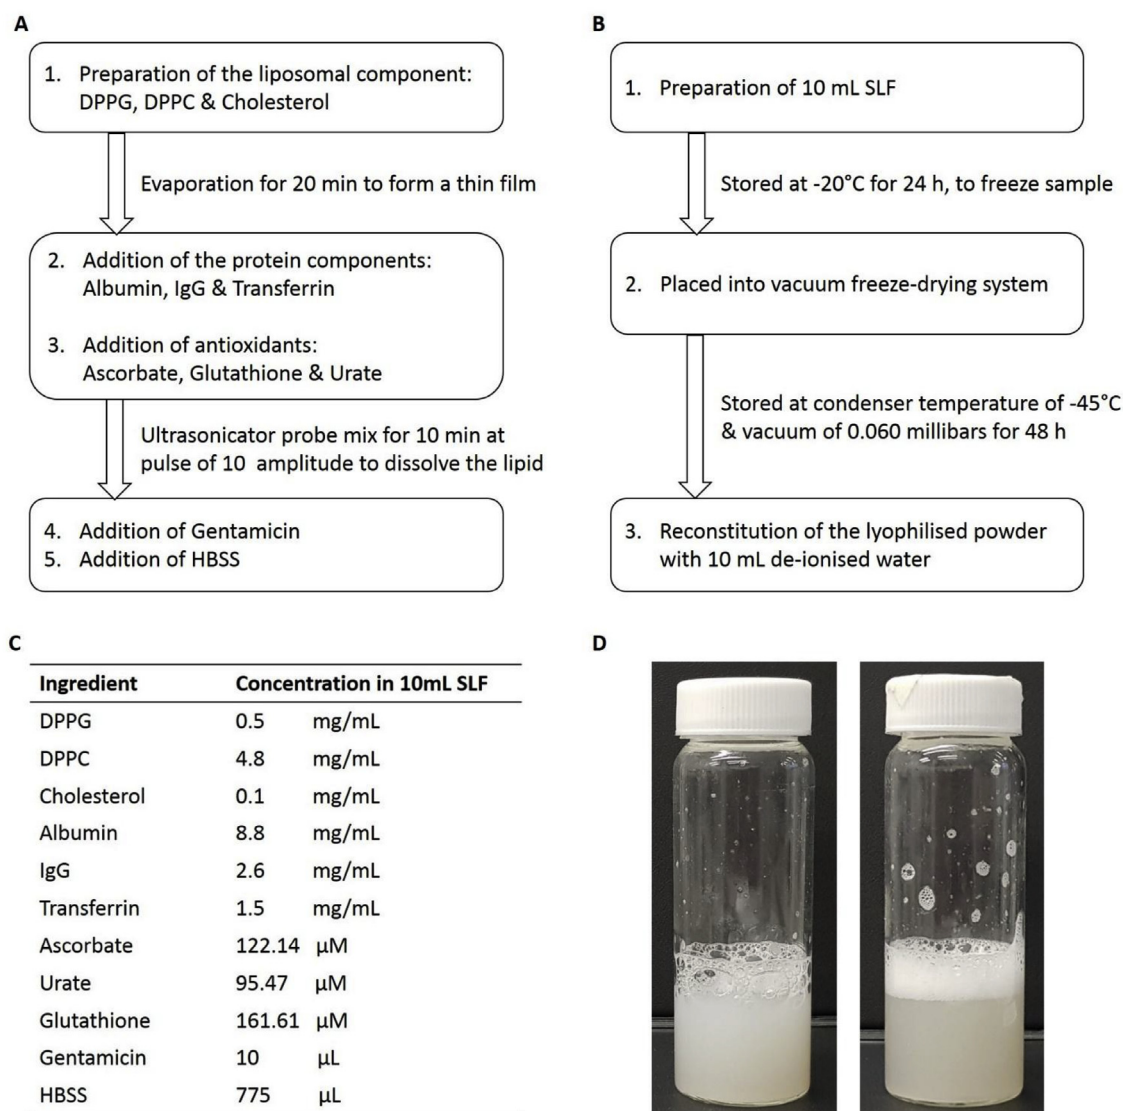 A
1. Preparation of the liposomal component:
DPPG, DPPC & Cholesterol
Evaporation for 20 min to form a thin film
2. Addition of the protein components:
Albumin, IgG & Transferrin
3. Addition of antioxidants:
Ascorbate, Glutathione & Urate
Ultrasonicator probe mix for 10 min at
pulse of 10 amplitude to dissolve the lipid
4. Addition of Gentamicin
5. Addition of HBSS
B
1. Preparation of 10 mL SLF
Stored at -20°C for 24 h, to freeze sample
2. Placed into vacuum freeze-drying system
Stored at condenser temperature of -45°C
& vacuum of 0.060 millibars for 48 h
3. Reconstitution of the lyophilised powder
with 10 mL de-ionised water
C
Ingredient Concentration in 10mL SLF
DPPG 0.5 mg/mL
DPPC 4.8 mg/mL
Cholesterol 0.1 mg/mL
Albumin 8.8 mg/mL
IgG 2.6 mg/mL
Transferrin 1.5 mg/mL
Ascorbate 122.14 µM
Urate 95.47 µM
Glutathione 161.61 µM
Gentamicin 10 µL
HBSS 775 µL
D